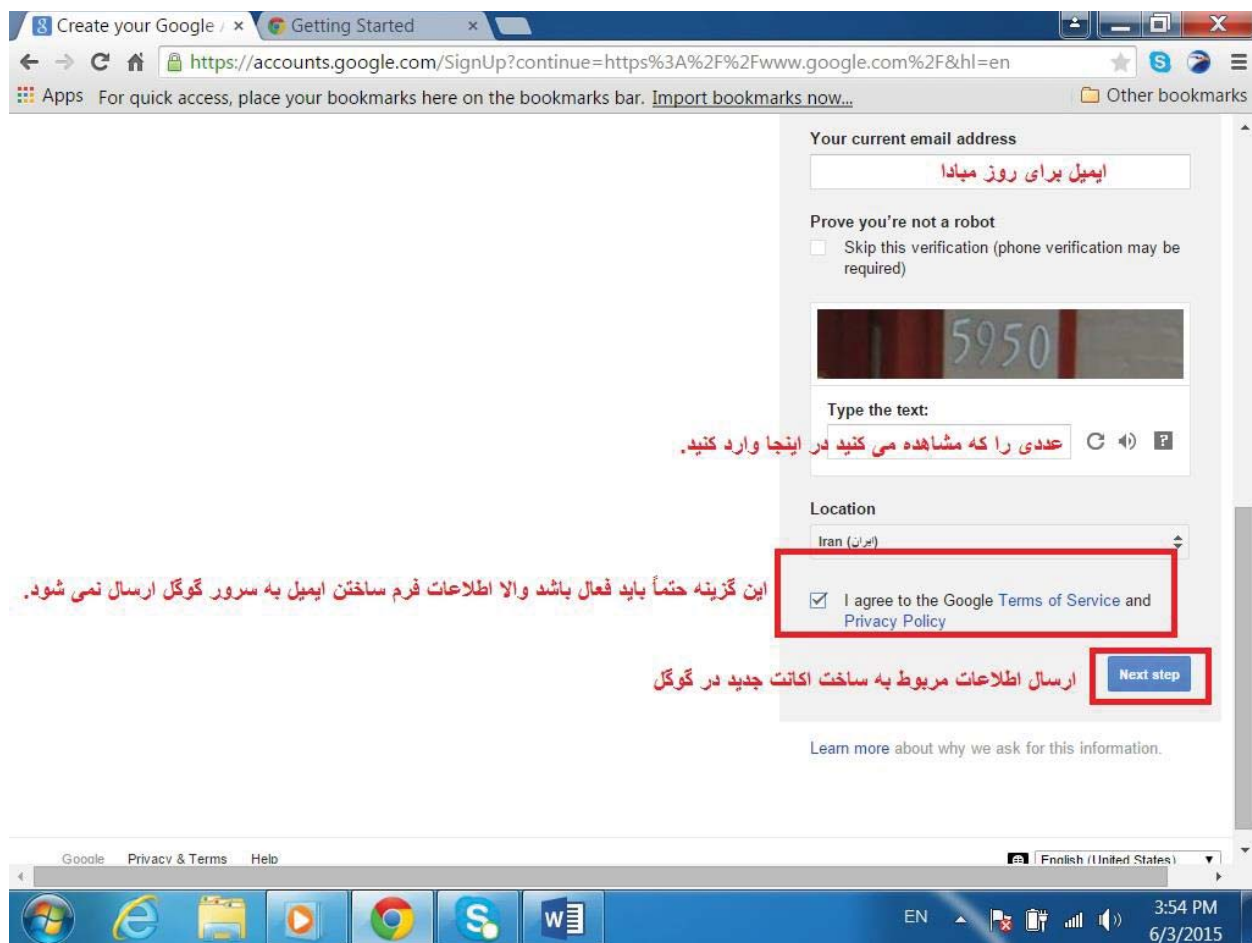 Create your Google A
Getting Started
https://accounts.google.com/SignUp?continue=https%3A%2F%2Fwww.google.com%2F&hl=en
Apps For quick access, place your bookmarks here on the bookmarks bar. Import bookmarks now... Other bookmarks
Your current email address
ایمیل برای روز مبادا
Prove you're not a robot
Skip this verification (phone verification may be
required)
5950
Type the text:
عددی را که مشاهده می کنید در اینجا وارد کنید.
Location
Iran (ایران)
این گزینه حتماً باید فعال باشد والا اطلاعات فرم ساختن ایمیل به سرور گوگل ارسال نمی شود.
I agree to the Google Terms of Service and
Privacy Policy
ارسال اطلاعات مربوط به ساخت اکانت جدید در گوگل
Next step
Learn more about why we ask for this information.
Google Privacy & Terms Help English (United States)
EN 3:54 PM
6/3/2015